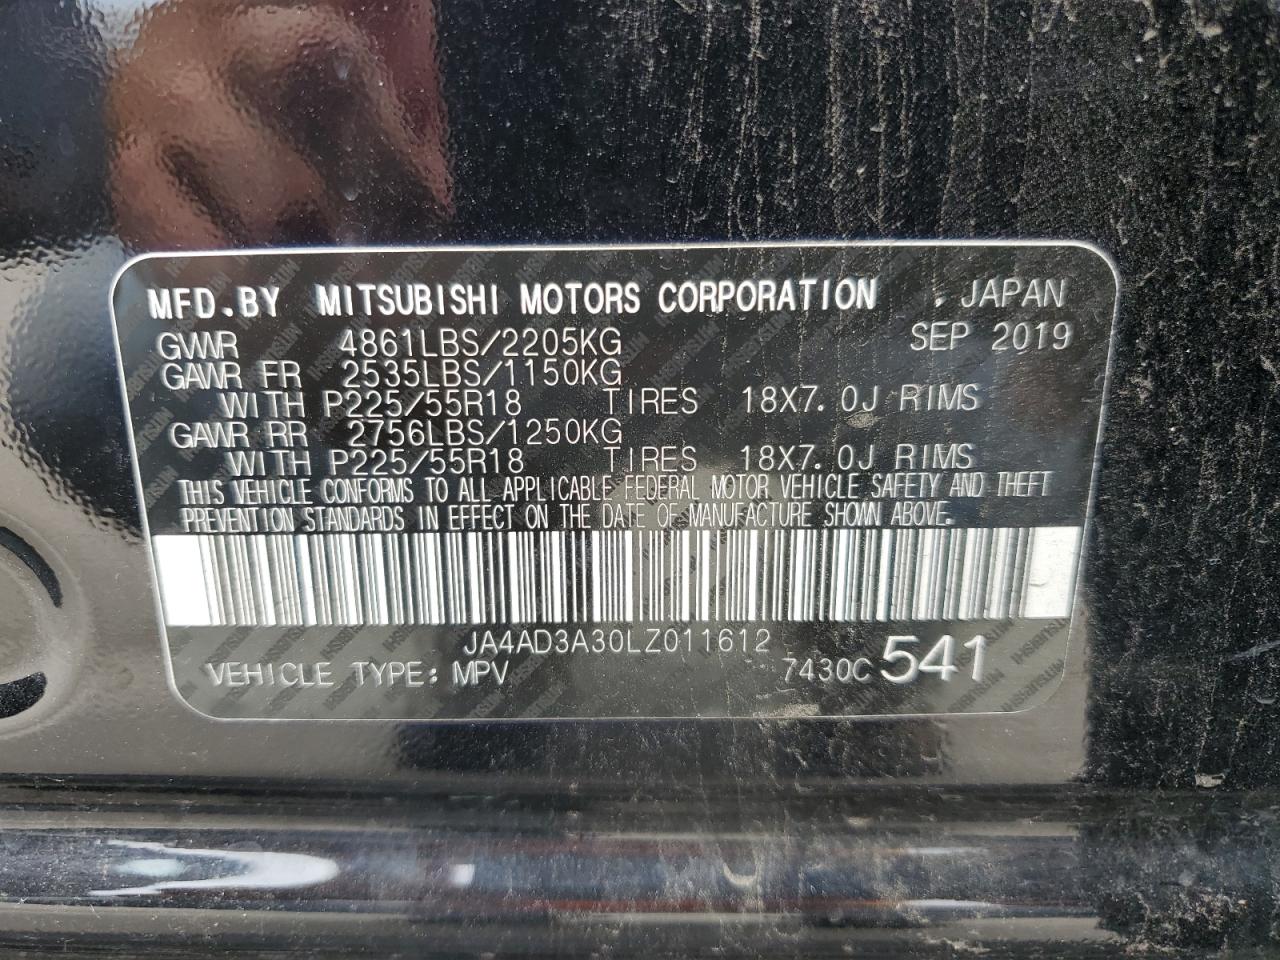 MFD.BY MITSUBISHI MOTORS CORPORATION , JAPAN
GVWR 4861LBS/2205KG SEP 2019
GAWR FR 2535LBS/1150KG
WITH P225/55R18 TIRES 18X7.0J RIMS
GAWR RR 2756LBS/1250KG
WITH P225/55R18 TIRES 18X7.0J RIMS
THIS VEHICLE CONFORMS TO ALL APPLICABLE FEDERAL MOTOR VEHICLE SAFETY AND THEFT
PREVENTION STANDARDS IN EFFECT ON THE DATE OF MANUFACTURE SHOWN ABOVE.
JA4AD3A30LZ011612
VEHICLE TYPE: MPV 7430C 541